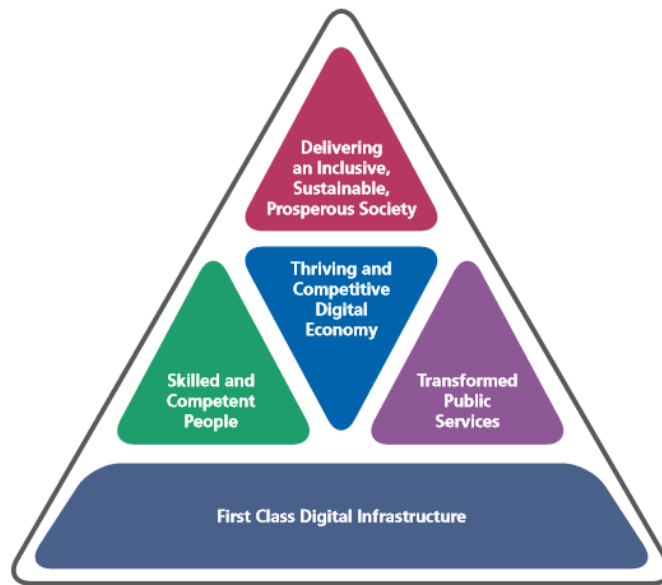 Delivering
an Inclusive,
Sustainable,
Prosperous Society
Thriving and
Competitive
Digital
Economy
Skilled and
Competent
People
Transformed
Public
Services
First Class Digital Infrastructure